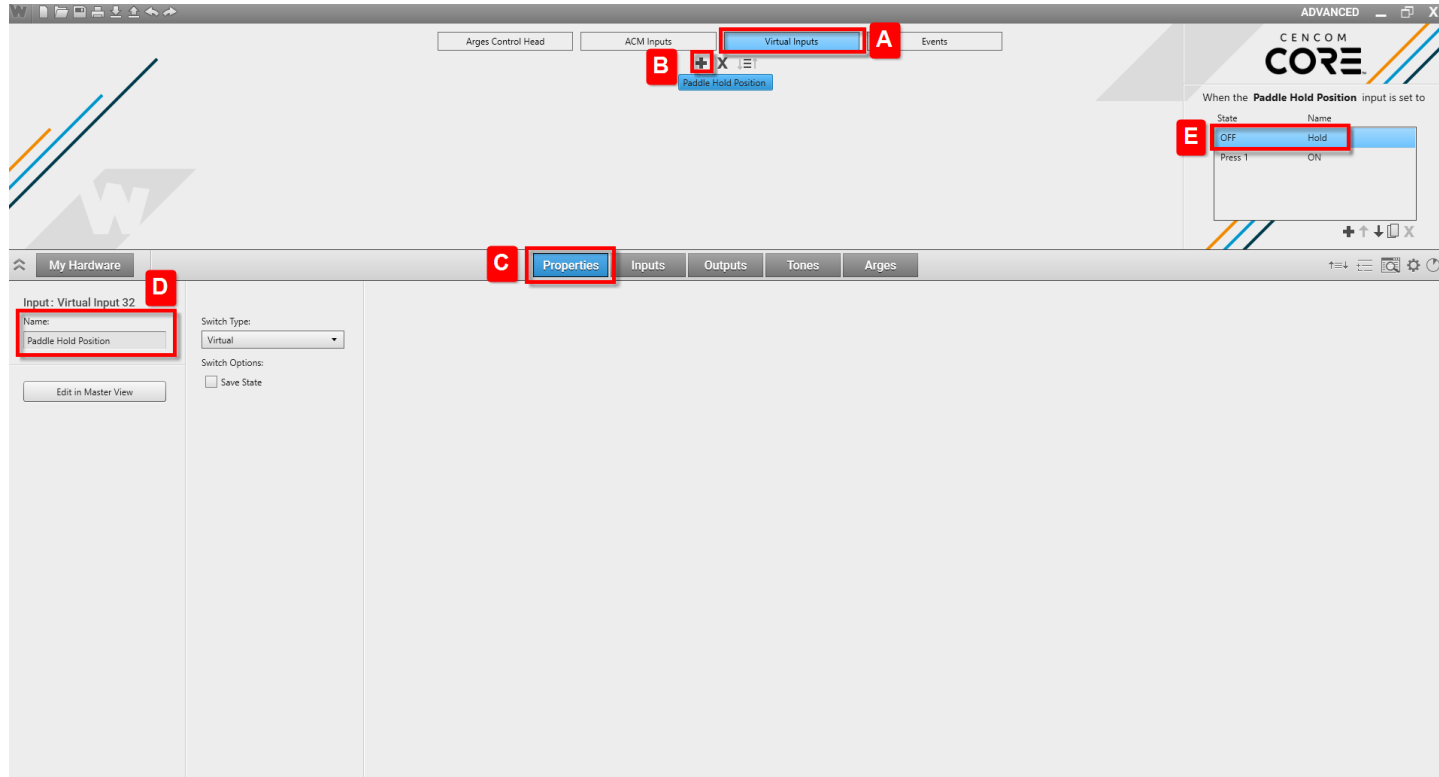 W
ADVANCED
X
Arges Control Head
ACM Inputs
Virtual Inputs
A
Events
B
X
Paddle Hold Position
CENCOM
CORE
When the Paddle Hold Position input is set to
State Name
E
OFF Hold
Press 1 ON
X
W
My Hardware
C
Properties
Inputs
Outputs
Tones
Arges
D
Input: Virtual Input 32
Name:
Paddle Hold Position
Edit in Master View
Switch Type:
Virtual
Switch Options:
Save State